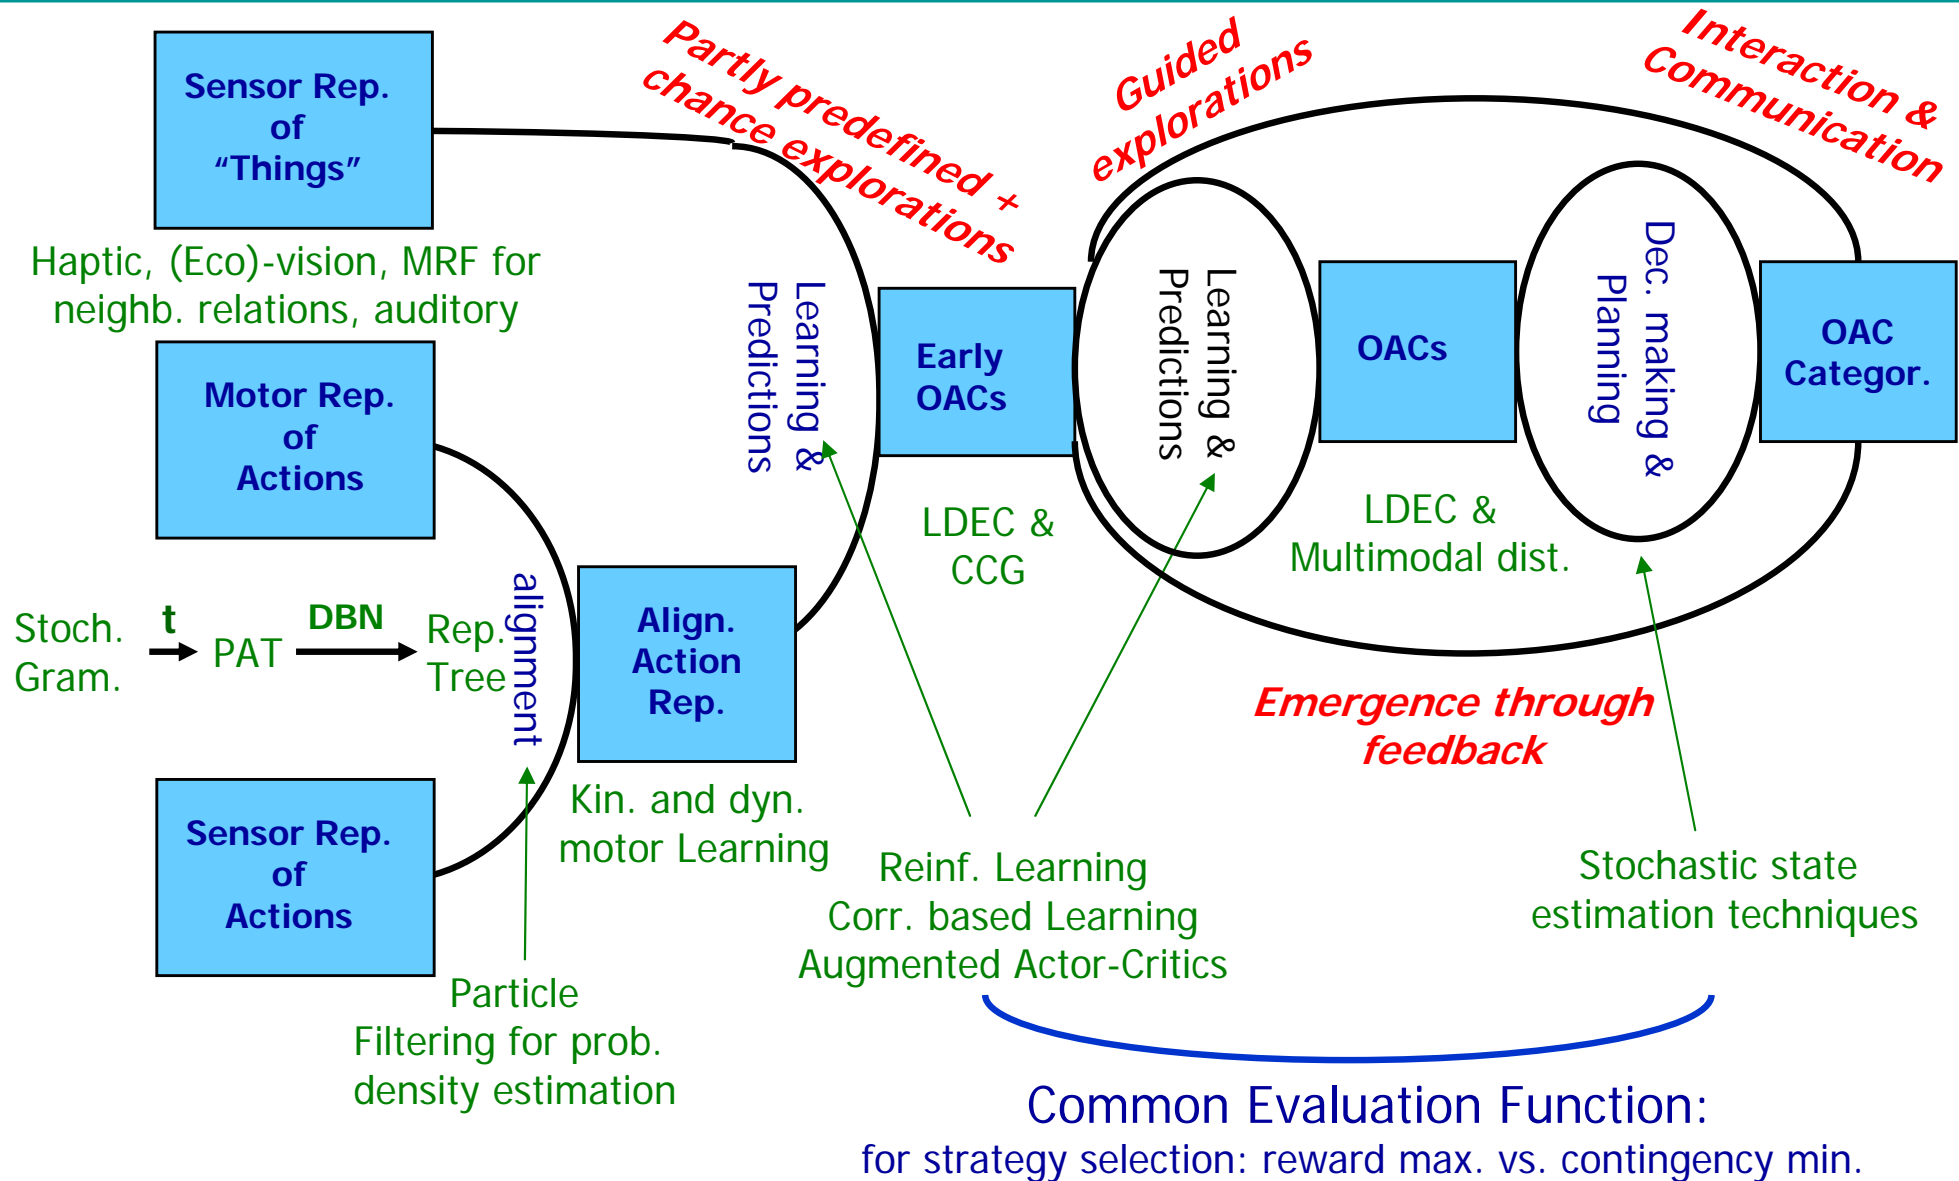 Partly predefined +
chance explorations
Guided
explorations
Interaction &
Communication
Sensor Rep.
of
“Things”
Haptic, (Eco)-vision, MRF for
neighb. relations, auditory
Motor Rep.
of
Actions
Stoch.
Gram.
t
PAT
DBN
Rep.
Tree
alignment
Sensor Rep.
of
Actions
Align.
Action
Rep.
Kin. and dyn.
motor Learning
Particle
Filtering for prob.
density estimation
Learning &
Predictions
Early
OACs
LDEC &
CCG
Learning &
Predictions
OACs
LDEC &
Multimodal dist.
Dec. making &
Planning
OAC
Categor.
Emergence through
feedback
Reinf. Learning
Corr. based Learning
Augmented Actor-Critics
Stochastic state
estimation techniques
Common Evaluation Function:
for strategy selection: reward max. vs. contingency min.